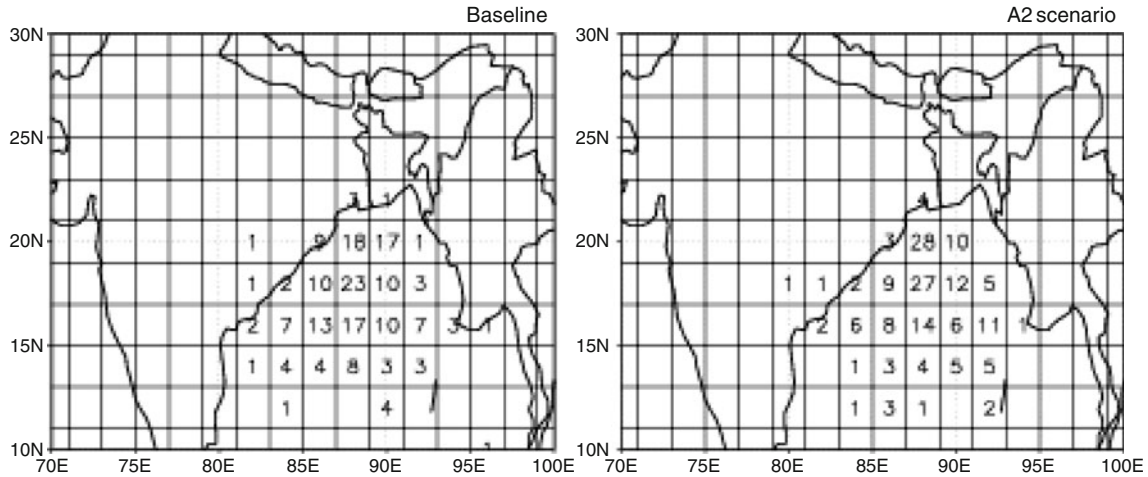 Baseline
A2 scenario
30N
30N
25N
25N
3 1
4
20N 1 9 18 17 1
20N 3 28 10
1 2 10 23 10 3
1 1 2 9 27 12 5
15N
15N
2 7 13 17 10 7 3
2 6 8 14 6 11 1
1 4 4 8 3 3
1 3 4 5 5
1 4
1 3 1 2
10N
10N
70E 75E 80E 85E 90E 95E 100E
70E 75E 80E 85E 90E 95E 100E